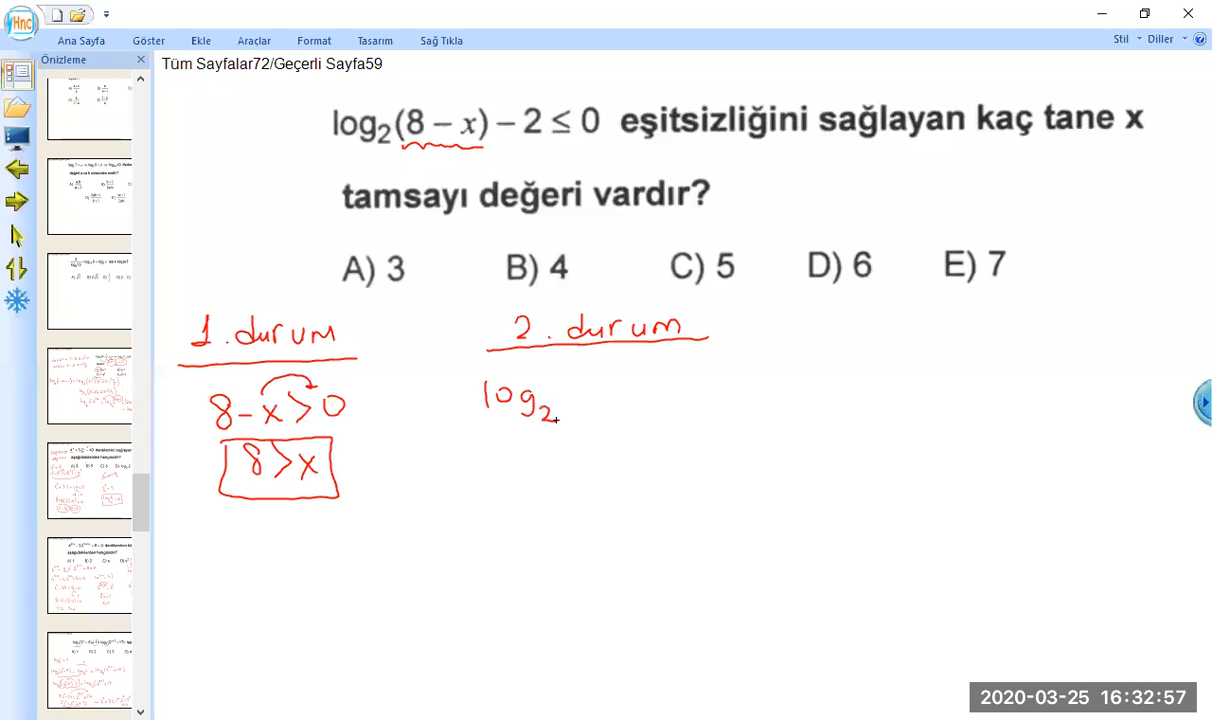 Hnc
Ana Sayfa Göster Ekle Araçlar Format Tasarım Sağ Tıkla Stil Diller
Önizleme
Tüm Sayfalar72/Geçerli Sayfa59
log₂(8 − x) − 2 ≤ 0 eşitsizliğini sağlayan kaç tane x
tamsayı değeri vardır?
A) 3 B) 4 C) 5 D) 6 E) 7
1. durum 2. durum
8 − x > 0 log₂
8 > x
2020-03-25 16:32:57